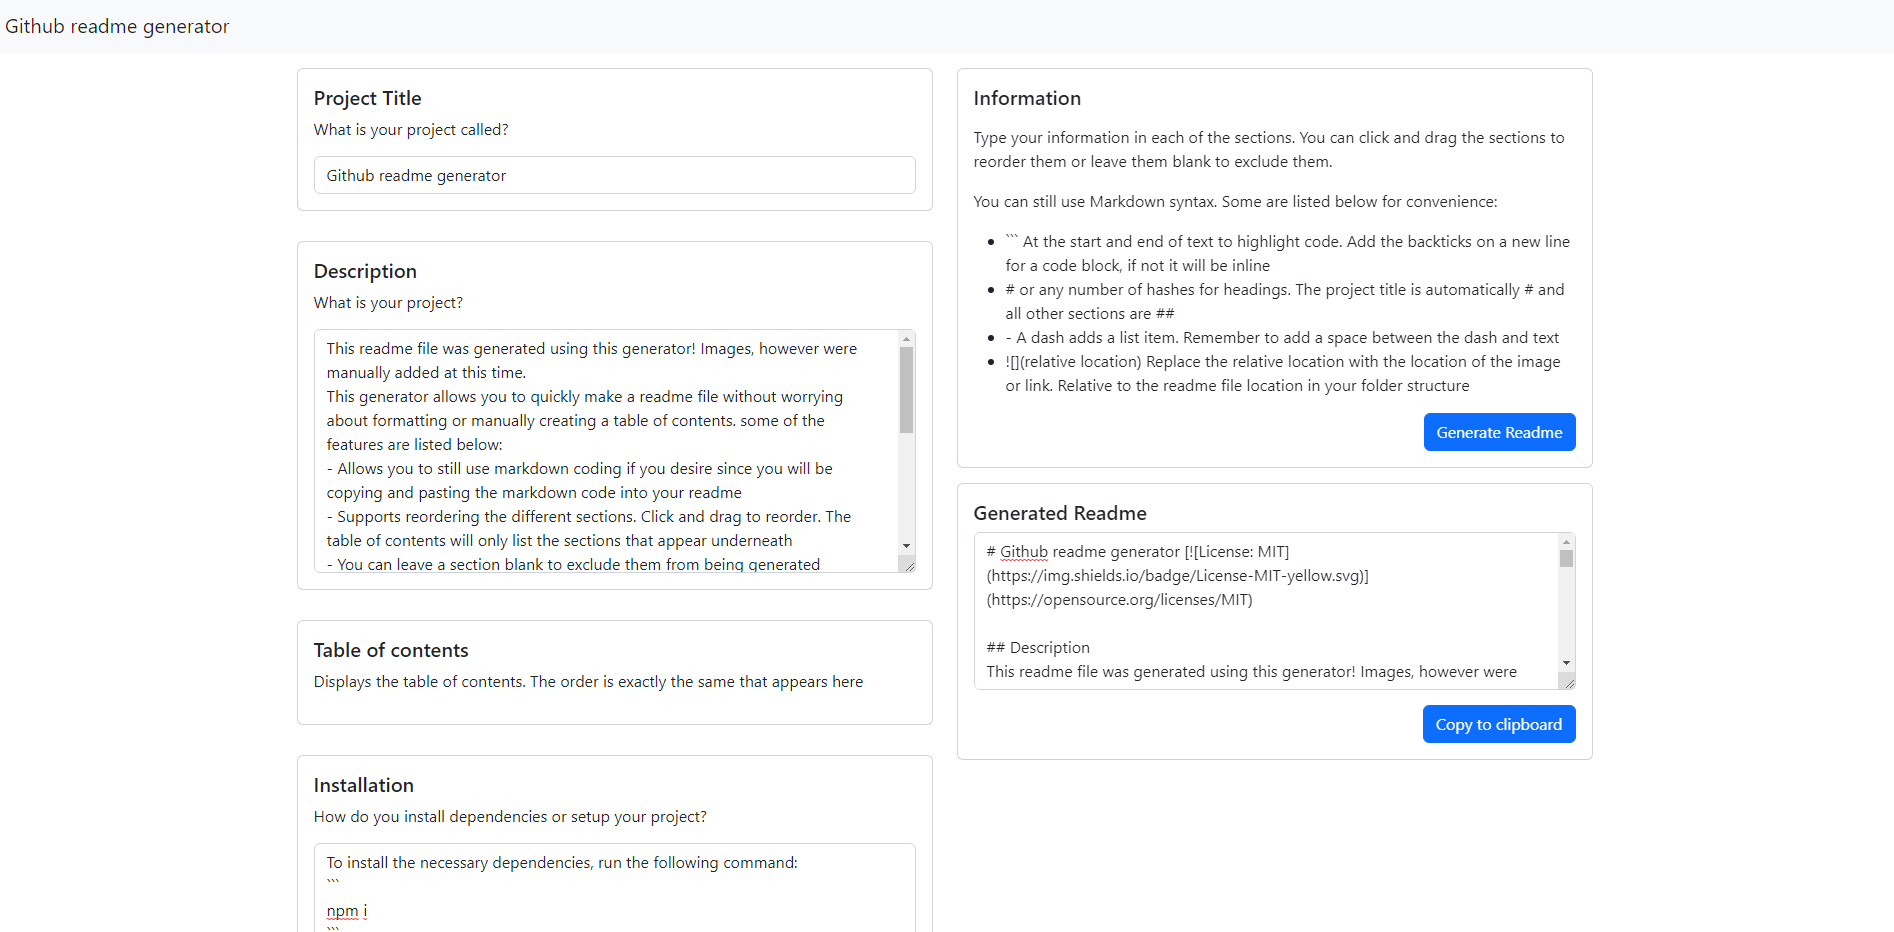 Github readme generator
Project Title
What is your project called?
Github readme generator
Description
What is your project?
This readme file was generated using this generator! Images, however were
manually added at this time.
This generator allows you to quickly make a readme file without worrying
about formatting or manually creating a table of contents. some of the
features are listed below:
- Allows you to still use markdown coding if you desire since you will be
copying and pasting the markdown code into your readme
- Supports reordering the different sections. Click and drag to reorder. The
table of contents will only list the sections that appear underneath
- You can leave a section blank to exclude them from being generated
Table of contents
Displays the table of contents. The order is exactly the same that appears here
Installation
How do you install dependencies or setup your project?
To install the necessary dependencies, run the following command:
```
npm i
```
Information
Type your information in each of the sections. You can click and drag the sections to
reorder them or leave them blank to exclude them.
You can still use Markdown syntax. Some are listed below for convenience:
• ``` At the start and end of text to highlight code. Add the backticks on a new line
for a code block, if not it will be inline
• # or any number of hashes for headings. The project title is automatically # and
all other sections are ##
• - A dash adds a list item. Remember to add a space between the dash and text
• ![](relative location) Replace the relative location with the location of the image
or link. Relative to the readme file location in your folder structure
Generate Readme
Generated Readme
# Github readme generator [![License: MIT]
(https://img.shields.io/badge/License-MIT-yellow.svg)]
(https://opensource.org/licenses/MIT)
## Description
This readme file was generated using this generator! Images, however were
Copy to clipboard